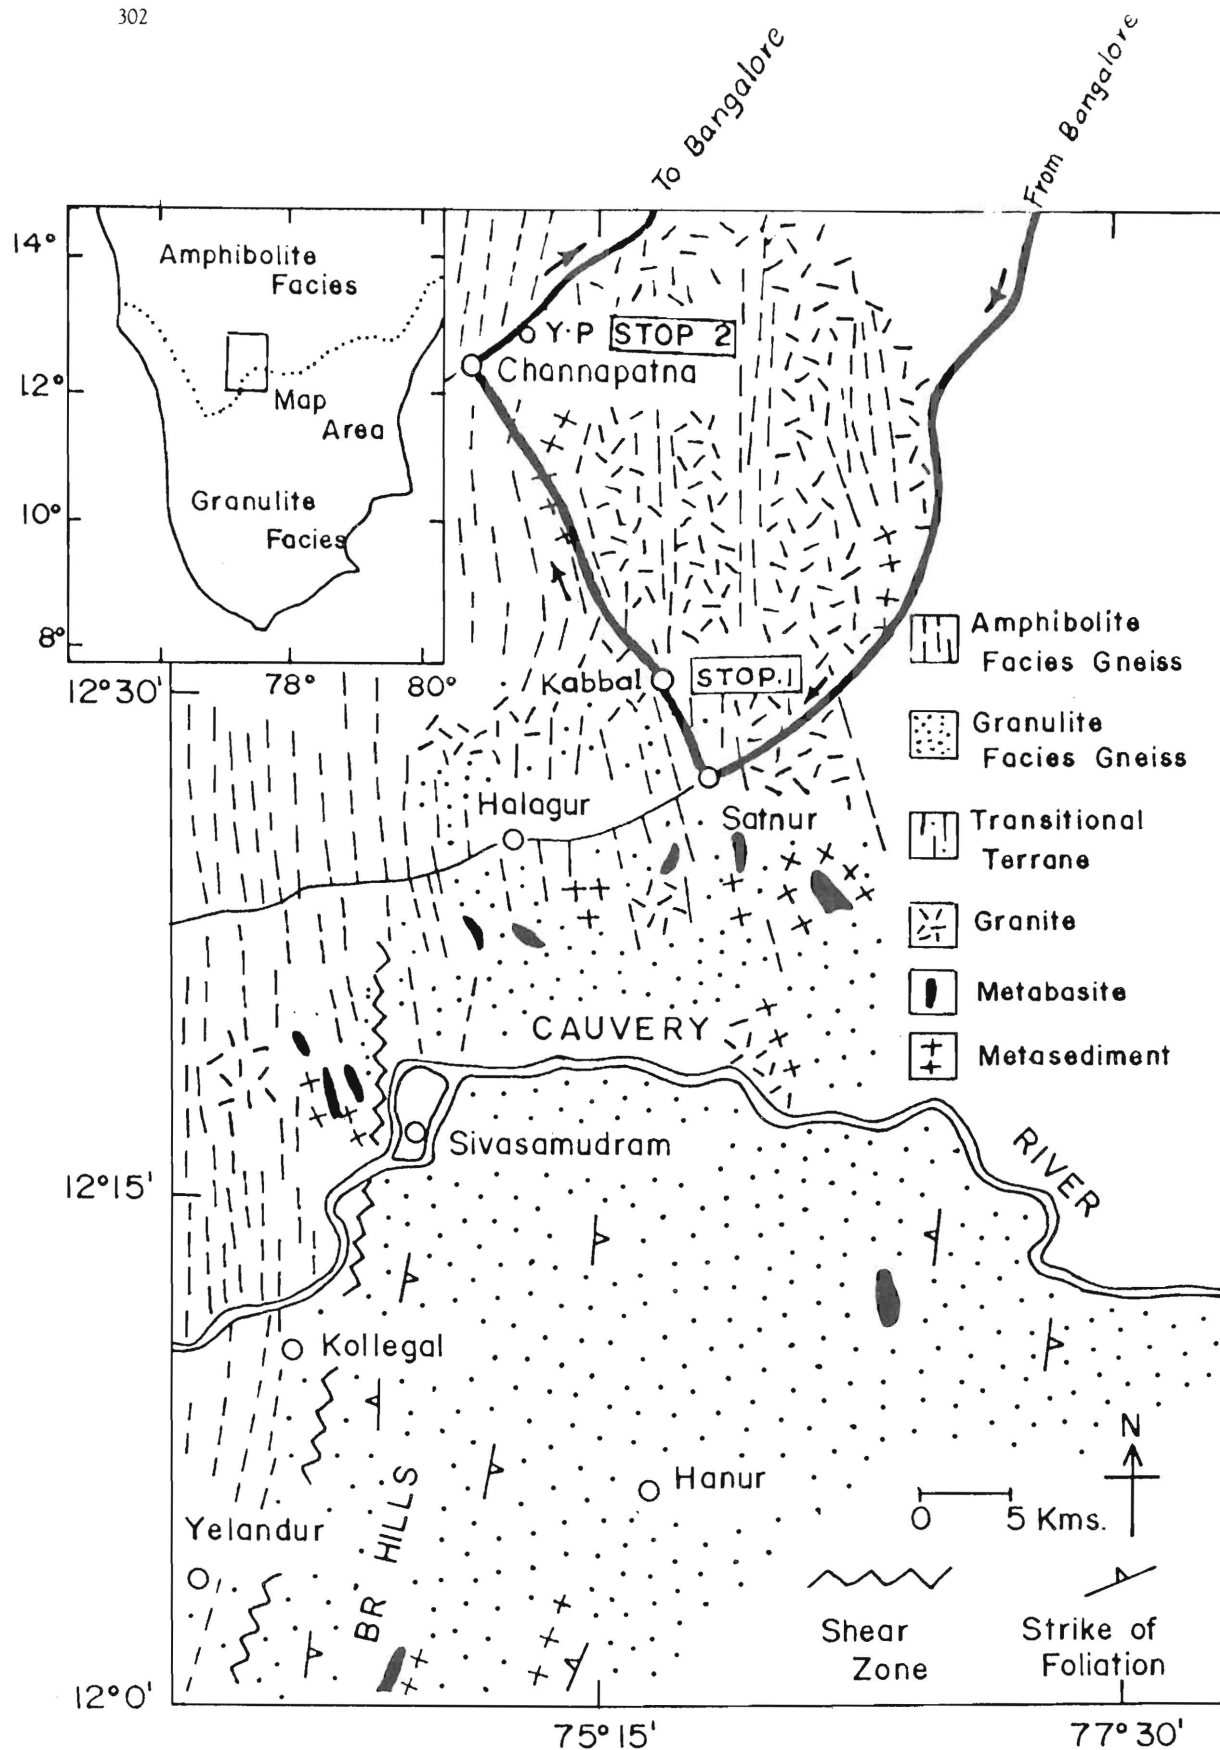 302
To Bangalore
From Bangalore
14°
12°
10°
8°
78°
80°
Amphibolite
Facies
Map
Area
Granulite
Facies
Y.P
STOP 2
Channapatna
Kabbal
STOP.1
Halagur
Satnur
CAUVERY
RIVER
Sivasamudram
Kollegal
Hanur
Yelandur
BR. HILLS
12°30'
12°15'
12°0'
75°15'
77°30'
Amphibolite
Facies Gneiss
Granulite
Facies Gneiss
Transitional
Terrane
Granite
Metabasite
Metasediment
N
0 5 Kms.
Shear
Zone
Strike of
Foliation